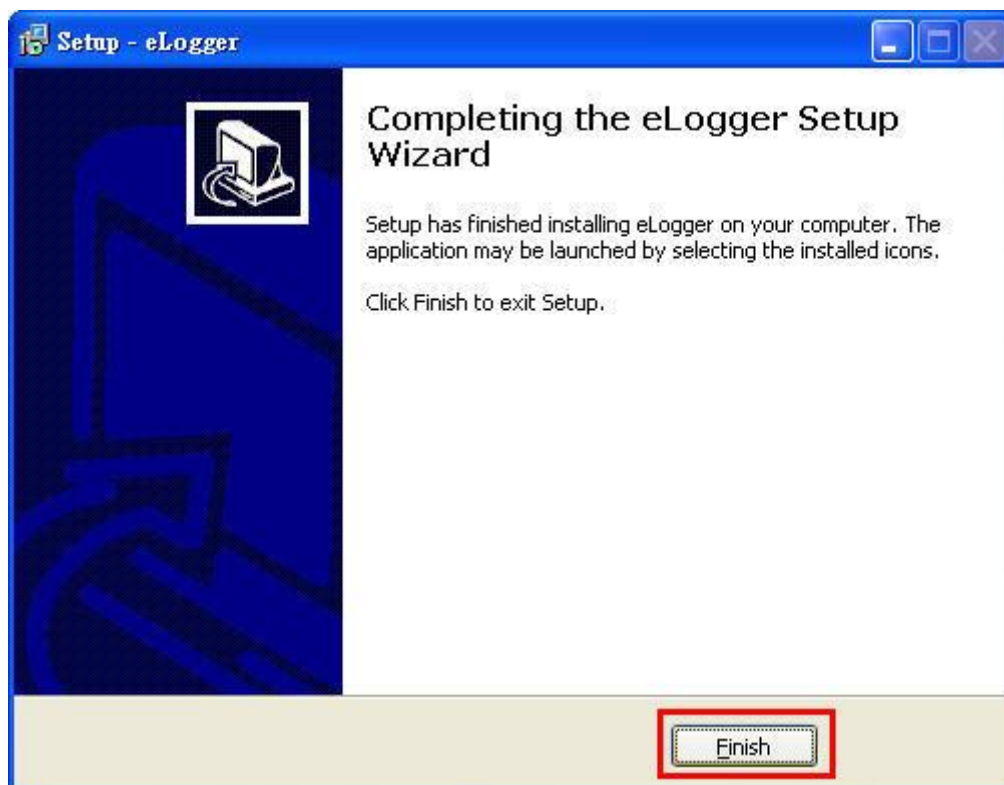 Setup - eLogger
Completing the eLogger Setup
Wizard
Setup has finished installing eLogger on your computer. The
application may be launched by selecting the installed icons.
Click Finish to exit Setup.
Finish